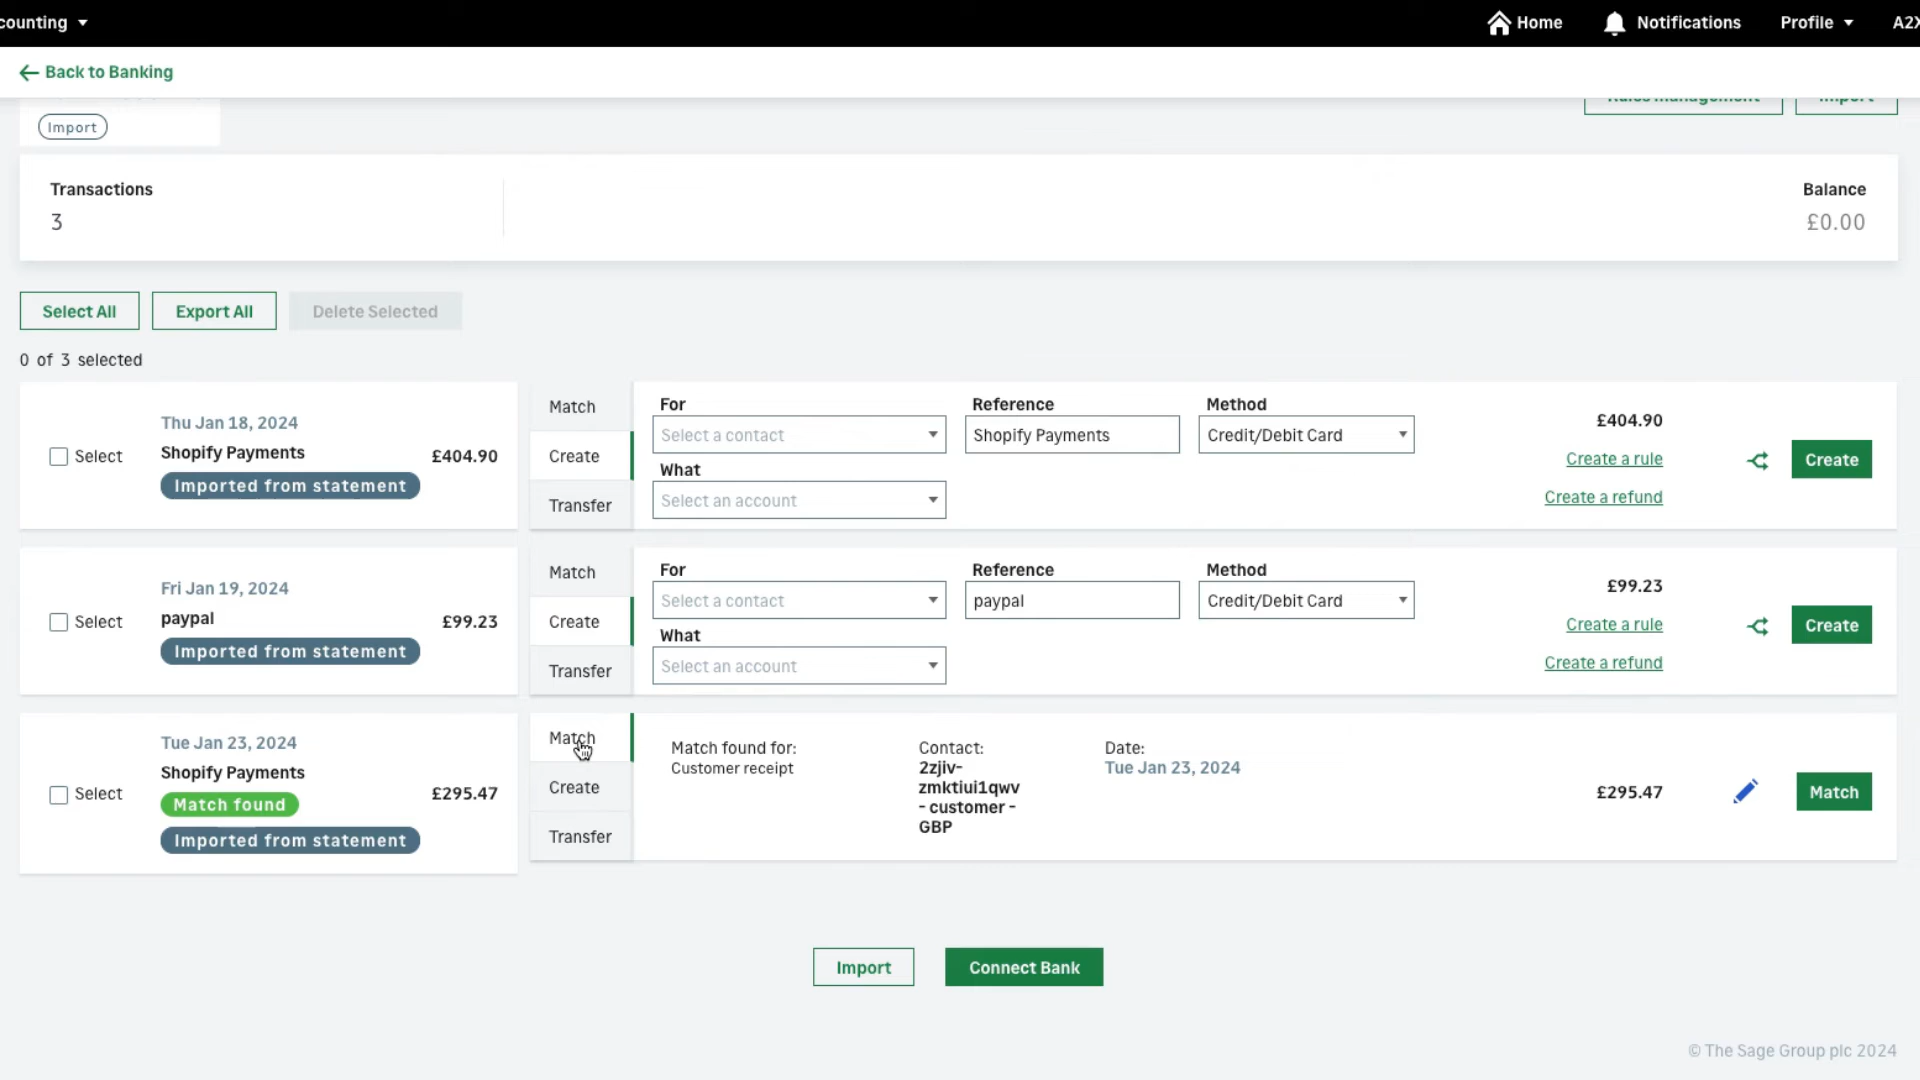 counting
Home
Notifications
Profile
A2X
Back to Banking
Rules management
Import
Import
Transactions
3
Balance
£0.00
Select All
Export All
Delete Selected
0 of 3 selected
Select
Thu Jan 18, 2024
Shopify Payments
Imported from statement
£404.90
Match
Create
Transfer
For
Select a contact
What
Select an account
Reference
Shopify Payments
Method
Credit/Debit Card
£404.90
Create a rule
Create a refund
Create
Select
Fri Jan 19, 2024
paypal
Imported from statement
£99.23
Match
Create
Transfer
For
Select a contact
What
Select an account
Reference
paypal
Method
Credit/Debit Card
£99.23
Create a rule
Create a refund
Create
Select
Tue Jan 23, 2024
Shopify Payments
Match found
Imported from statement
£295.47
Match
Create
Transfer
Match found for:
Customer receipt
Contact:
2zjiv-
zmktiui1qwv
- customer -
GBP
Date:
Tue Jan 23, 2024
£295.47
Match
Import
Connect Bank
© The Sage Group plc 2024